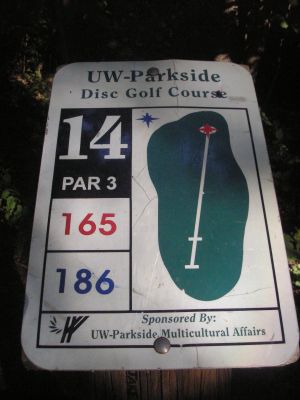 UW-Parkside
Disc Golf Course
14
PAR 3
165
186
Sponsored By:
UW-Parkside Multicultural Affairs